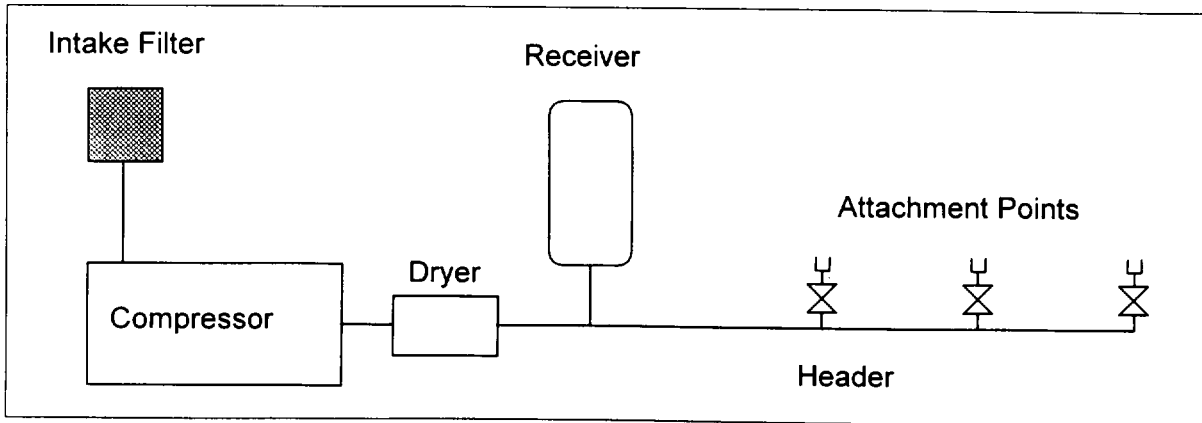 Intake Filter
Receiver
Attachment Points
Dryer
Compressor
Header